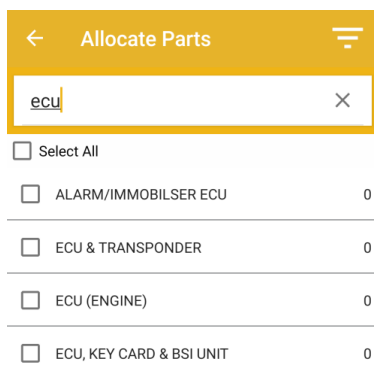 Allocate Parts
ecu
Select All
ALARM/IMMOBILSER ECU 0
ECU & TRANSPONDER 0
ECU (ENGINE) 0
ECU, KEY CARD & BSI UNIT 0